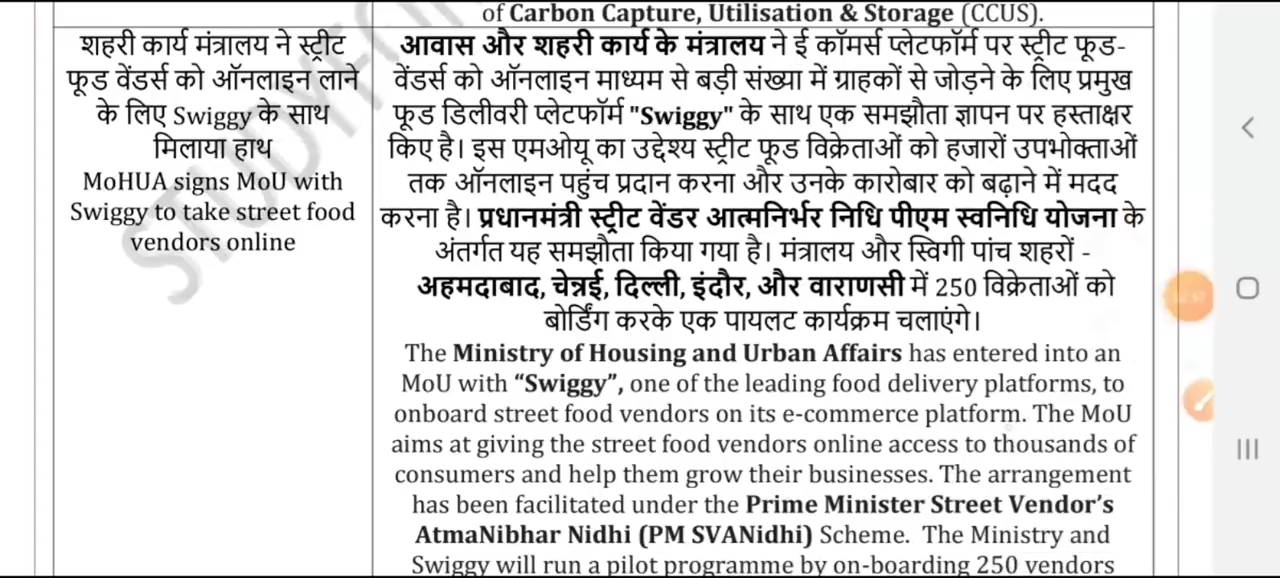 of Carbon Capture, Utilisation & Storage (CCUS).
शहरी कार्य मंत्रालय ने स्ट्रीट
फूड वेंडर्स को ऑनलाइन लाने
के लिए Swiggy के साथ
मिलाया हाथ
MoHUA signs MoU with
Swiggy to take street food
vendors online
आवास और शहरी कार्य के मंत्रालय ने ई कॉमर्स प्लेटफॉर्म पर स्ट्रीट फूड-
वेंडर्स को ऑनलाइन माध्यम से बड़ी संख्या में ग्राहकों से जोड़ने के लिए प्रमुख
फूड डिलीवरी प्लेटफॉर्म "Swiggy" के साथ एक समझौता ज्ञापन पर हस्ताक्षर
किए है। इस एमओयू का उद्देश्य स्ट्रीट फूड विक्रेताओं को हजारों उपभोक्ताओं
तक ऑनलाइन पहुंच प्रदान करना और उनके कारोबार को बढ़ाने में मदद
करना है। प्रधानमंत्री स्ट्रीट वेंडर आत्मनिर्भर निधि पीएम स्वनिधि योजना के
अंतर्गत यह समझौता किया गया है। मंत्रालय और स्विगी पांच शहरों -
अहमदाबाद, चेन्नई, दिल्ली, इंदौर, और वाराणसी में 250 विक्रेताओं को
बोर्डिंग करके एक पायलट कार्यक्रम चलाएंगे।
The Ministry of Housing and Urban Affairs has entered into an
MoU with “Swiggy”, one of the leading food delivery platforms, to
onboard street food vendors on its e-commerce platform. The MoU
aims at giving the street food vendors online access to thousands of
consumers and help them grow their businesses. The arrangement
has been facilitated under the Prime Minister Street Vendor’s
AtmaNibhar Nidhi (PM SVANidhi) Scheme. The Ministry and
Swiggy will run a pilot programme by on-boarding 250 vendors